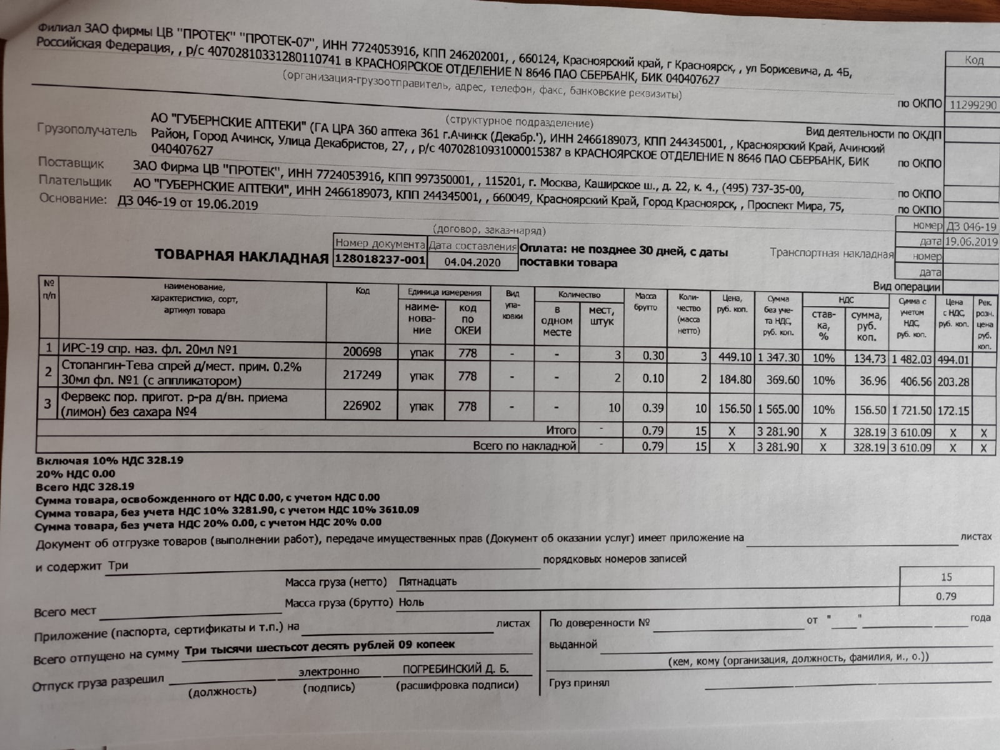 Филиал ЗАО фирмы ЦВ "ПРОТЕК" "ПРОТЕК-07", ИНН 7724053916, КПП 246202001, , 660124, Красноярский край, г Красноярск, , ул Борисевича, д. 4Б,
Российская Федерация, , р/с 40702810331280110741 в КРАСНОЯРСКОЕ ОТДЕЛЕНИЕ N 8646 ПАО СБЕРБАНК, БИК 040407627
(организация-грузоотправитель, адрес, телефон, факс, банковские реквизиты)
Код
по ОКПО 11299290
(структурное подразделение)
Вид деятельности по ОКДП
Грузополучатель АО "ГУБЕРНСКИЕ АПТЕКИ" (ГА ЦРА 360 аптека 361 г.Ачинск (Декабр.'), ИНН 2466189073, КПП 244345001, , Красноярский Край, Ачинский
Район, Город Ачинск, Улица Декабристов, 27, , р/с 40702810931000015387 в КРАСНОЯРСКОЕ ОТДЕЛЕНИЕ N 8646 ПАО СБЕРБАНК, БИК
040407627
по ОКПО
Поставщик ЗАО Фирма ЦВ "ПРОТЕК", ИНН 7724053916, КПП 997350001, , 115201, г. Москва, Каширское ш., д. 22, к. 4., (495) 737-35-00,
по ОКПО
Плательщик АО "ГУБЕРНСКИЕ АПТЕКИ", ИНН 2466189073, КПП 244345001, , 660049, Красноярский Край, Город Красноярск, , Проспект Мира, 75,
по ОКПО
Основание: ДЗ 046-19 от 19.06.2019
(договор, заказ-наряд)
номер ДЗ 046-19
дата 19.06.2019
Транспортная накладная номер
дата
Вид операции
ТОВАРНАЯ НАКЛАДНАЯ
Номер документа Дата составления
128018237-001 04.04.2020
Оплата: не позднее 30 дней, с даты
поставки товара
№ п/п наименование, характеристика, сорт, артикул товара Код Единица измерения наиме-нова-ние код по ОКЕИ Вид упа-ковки Количество в одном месте мест, штук Масса брутто Коли-чество (масса нетто) Цена, руб. коп. Сумма без уче-та НДС, руб. коп. НДС став-ка, % сумма, руб. коп. Сумма с учетом НДС, руб. коп. Цена с НДС, руб. коп. Рек. розн. цена руб. коп.
1 ИРС-19 спр. наз. фл. 20мл №1 200698 упак 778 - - 3 0.30 3 449.10 1 347.30 10% 134.73 1 482.03 494.01
2 Стопангин-Тева спрей д/мест. прим. 0.2%
30мл фл. №1 (с аппликатором) 217249 упак 778 - - 2 0.10 2 184.80 369.60 10% 36.96 406.56 203.28
3 Фервекс пор. пригот. р-ра д/вн. приема
(лимон) без сахара №4 226902 упак 778 - - 10 0.39 10 156.50 1 565.00 10% 156.50 1 721.50 172.15
Итого - 0.79 15 X 3 281.90 X 328.19 3 610.09 X X
Всего по накладной - 0.79 15 X 3 281.90 X 328.19 3 610.09 X X
Включая 10% НДС 328.19
20% НДС 0.00
Всего НДС 328.19
Сумма товара, освобожденного от НДС 0.00, с учетом НДС 0.00
Сумма товара, без учета НДС 10% 3281.90, с учетом НДС 10% 3610.09
Сумма товара, без учета НДС 20% 0.00, с учетом НДС 20% 0.00
Документ об отгрузке товаров (выполнении работ), передаче имущественных прав (Документ об оказании услуг) имеет приложение на листах
и содержит Три порядковых номеров записей
Масса груза (нетто) Пятнадцать 15
Всего мест Масса груза (брутто) Ноль 0.79
Приложение (паспорта, сертификаты и т.п.) на листах
Всего отпущено на сумму Три тысячи шестьсот десять рублей 09 копеек
Отпуск груза разрешил электронно ПОГРЕБИНСКИЙ Д. Б.
(должность) (подпись) (расшифровка подписи)
По доверенности № от " " года
выданной
(кем, кому (организация, должность, фамилия, и., о.))
Груз принял